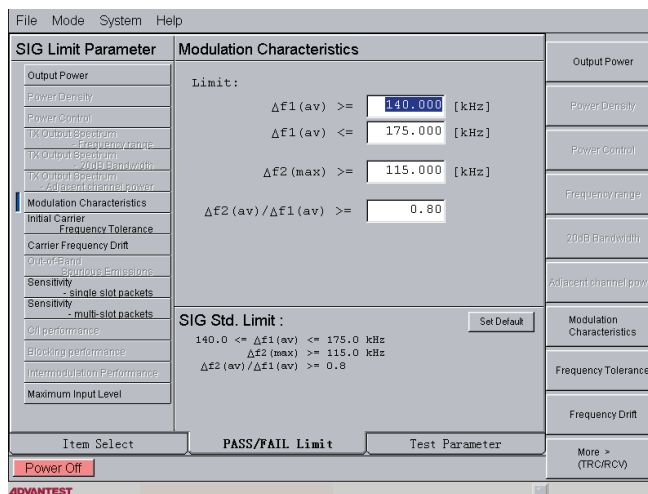 File Mode System Help
SIG Limit Parameter
Output Power
Power Density
Power Control
TX Output Spectrum
- Frequency range
TX Output Spectrum
- 20dB Bandwidth
TX Output Spectrum
- Adjacent channel power
Modulation Characteristics
Initial Carrier
Frequency Tolerance
Carrier Frequency Drift
Out-of-Band
Spurious Emissions
Sensitivity
- single slot packets
Sensitivity
- multi-slot packets
C/I performance
Blocking performance
Intermodulation Performance
Maximum Input Level
Modulation Characteristics
Limit:
Δf1(av) >= 140.000 [kHz]
Δf1(av) <= 175.000 [kHz]
Δf2(max) >= 115.000 [kHz]
Δf2(av)/Δf1(av) >= 0.80
SIG Std. Limit :
Set Default
140.0 <= Δf1(av) <= 175.0 kHz
Δf2(max) >= 115.0 kHz
Δf2(av)/Δf1(av) >= 0.8
Item Select
PASS/FAIL Limit
Test Parameter
Power Off
Output Power
Power Density
Power Control
Frequency range
20dB Bandwidth
Adjacent channel pow
Modulation
Characteristics
Frequency Tolerance
Frequency Drift
More >
(TRC/RCV)
ADVANTEST